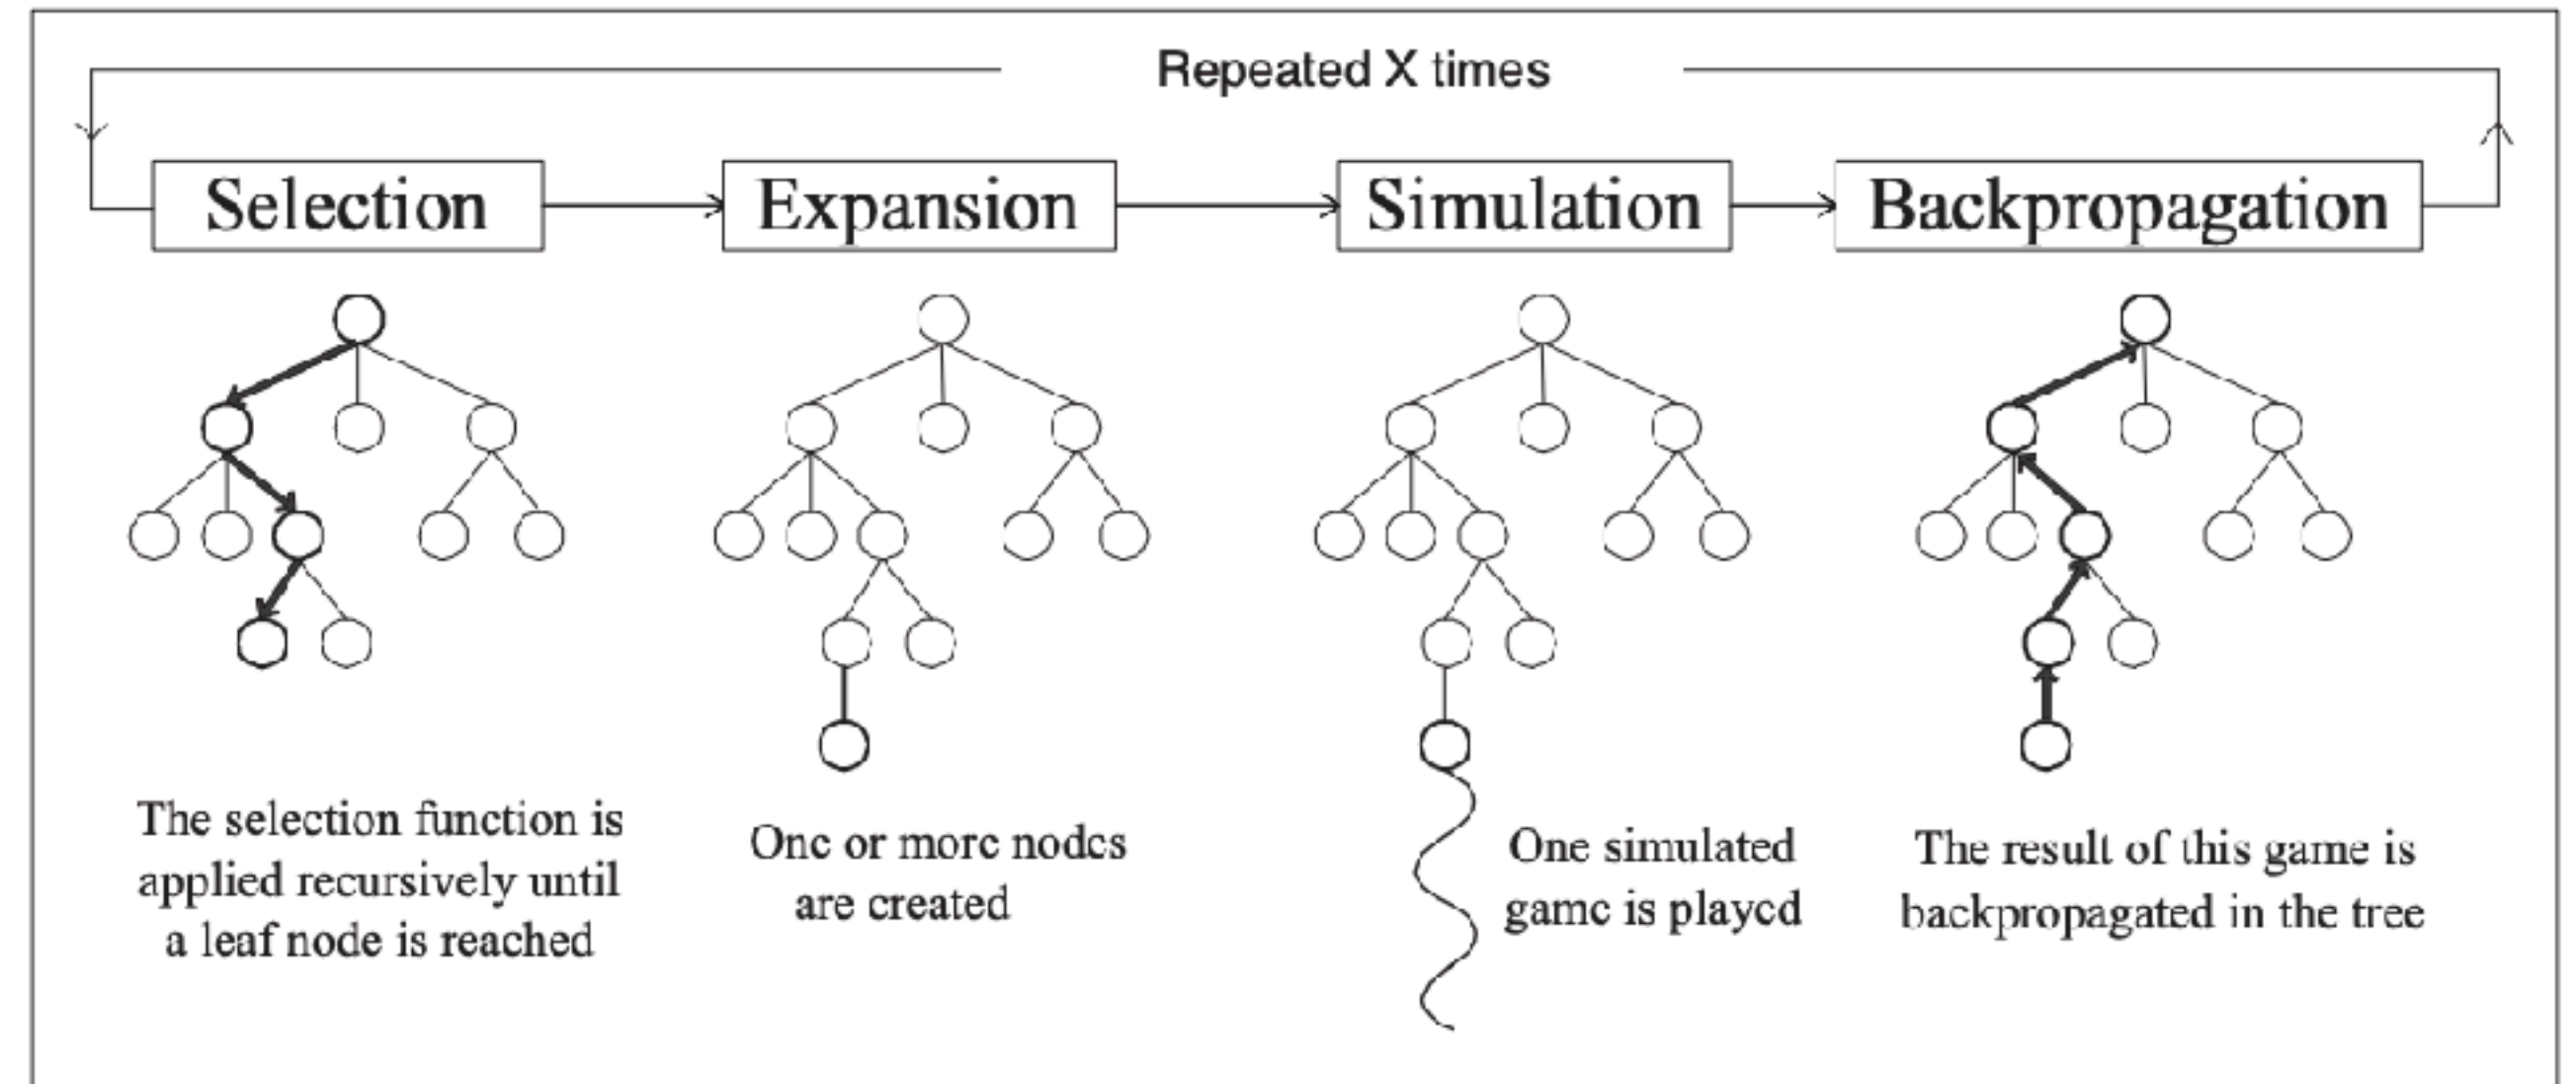 Repeated X times
Selection
Expansion
Simulation
Backpropagation
The selection function is
applied recursively until
a leaf node is reached
One or more nodes
are created
One simulated
game is played
The result of this game is
backpropagated in the tree